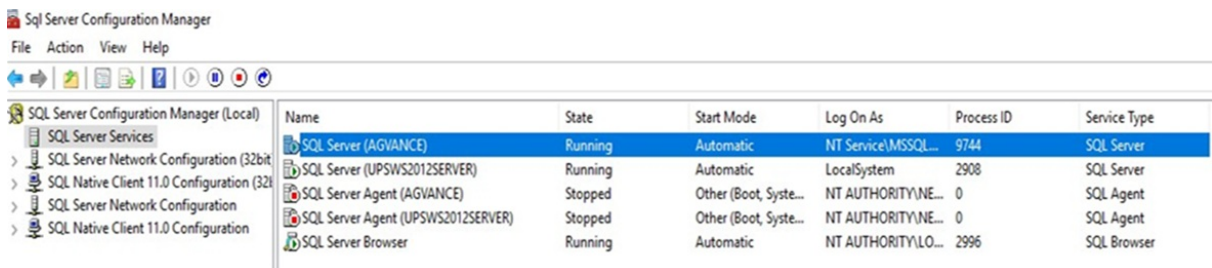 Sql Server Configuration Manager
File Action View Help
SQL Server Configuration Manager (Local)
SQL Server Services
SQL Server Network Configuration (32bit
SQL Native Client 11.0 Configuration (32b
SQL Server Network Configuration
SQL Native Client 11.0 Configuration
Name State Start Mode Log On As Process ID Service Type
SQL Server (AGVANCE) Running Automatic NT Service\MSSQL... 9744 SQL Server
SQL Server (UPSWS2012SERVER) Running Automatic LocalSystem 2908 SQL Server
SQL Server Agent (AGVANCE) Stopped Other (Boot, Syste... NT AUTHORITY\NE... 0 SQL Agent
SQL Server Agent (UPSWS2012SERVER) Stopped Other (Boot, Syste... NT AUTHORITY\NE... 0 SQL Agent
SQL Server Browser Running Automatic NT AUTHORITY\LO... 2996 SQL Browser